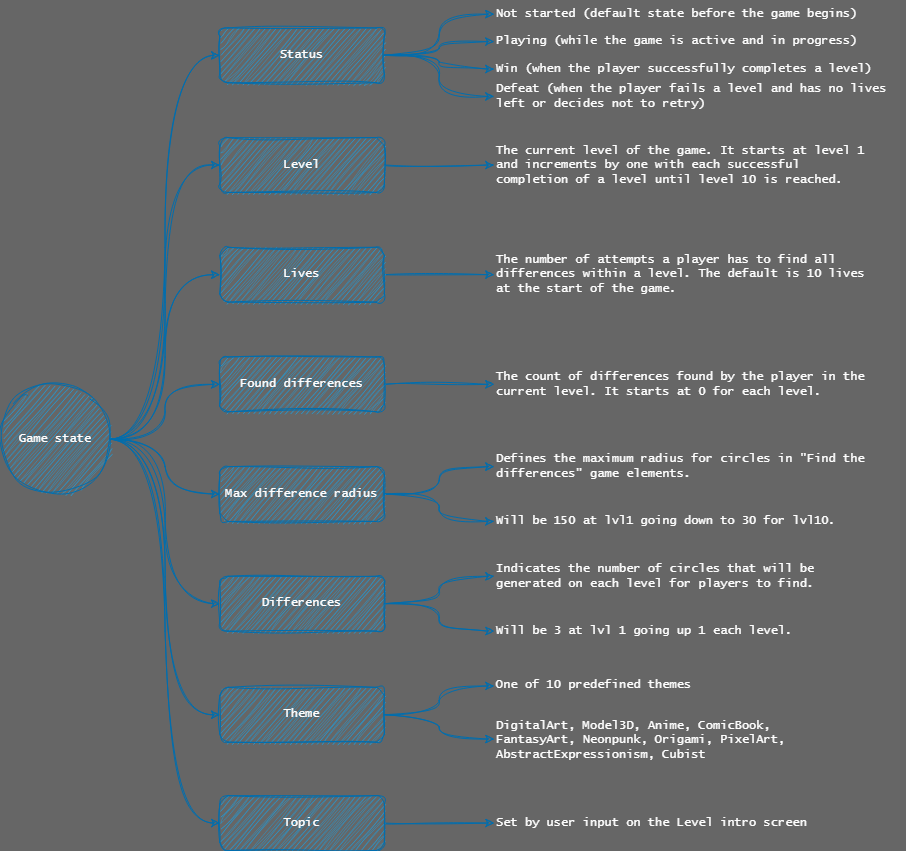 Game state
Status
Not started (default state before the game begins)
Playing (while the game is active and in progress)
Win (when the player successfully completes a level)
Defeat (when the player fails a level and has no lives
left or decides not to retry)
Level
The current level of the game. It starts at level 1
and increments by one with each successful
completion of a level until level 10 is reached.
Lives
The number of attempts a player has to find all
differences within a level. The default is 10 lives
at the start of the game.
Found differences
The count of differences found by the player in the
current level. It starts at 0 for each level.
Max difference radius
Defines the maximum radius for circles in "Find the
differences" game elements.
Will be 150 at lvl1 going down to 30 for lvl10.
Differences
Indicates the number of circles that will be
generated on each level for players to find.
Will be 3 at lvl 1 going up 1 each level.
Theme
One of 10 predefined themes
DigitalArt, Model3D, Anime, ComicBook,
FantasyArt, Neonpunk, Origami, PixelArt,
AbstractExpressionism, Cubist
Topic
Set by user input on the Level intro screen